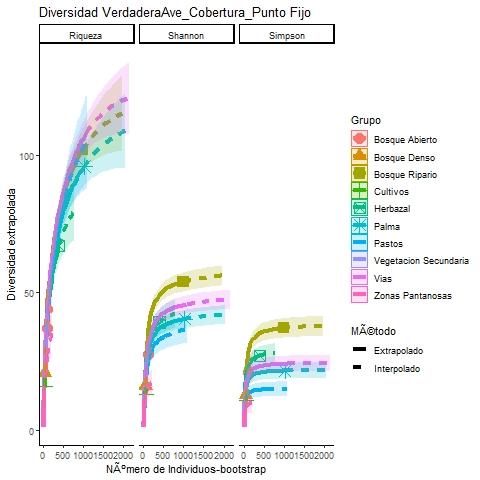 Diversidad VerdaderaAve_Cobertura_Punto Fijo
Riqueza Shannon Simpson
Diversidad extrapolada
100
50
0
0 500 1000 1500 2000 0 500 1000 1500 2000 0 500 1000 1500 2000
NÃºmero de Individuos-bootstrap
Grupo
Bosque Abierto
Bosque Denso
Bosque Ripario
Cultivos
Herbazal
Palma
Pastos
Vegetacion Secundaria
Vias
Zonas Pantanosas
MÃ©todo
Extrapolado
Interpolado